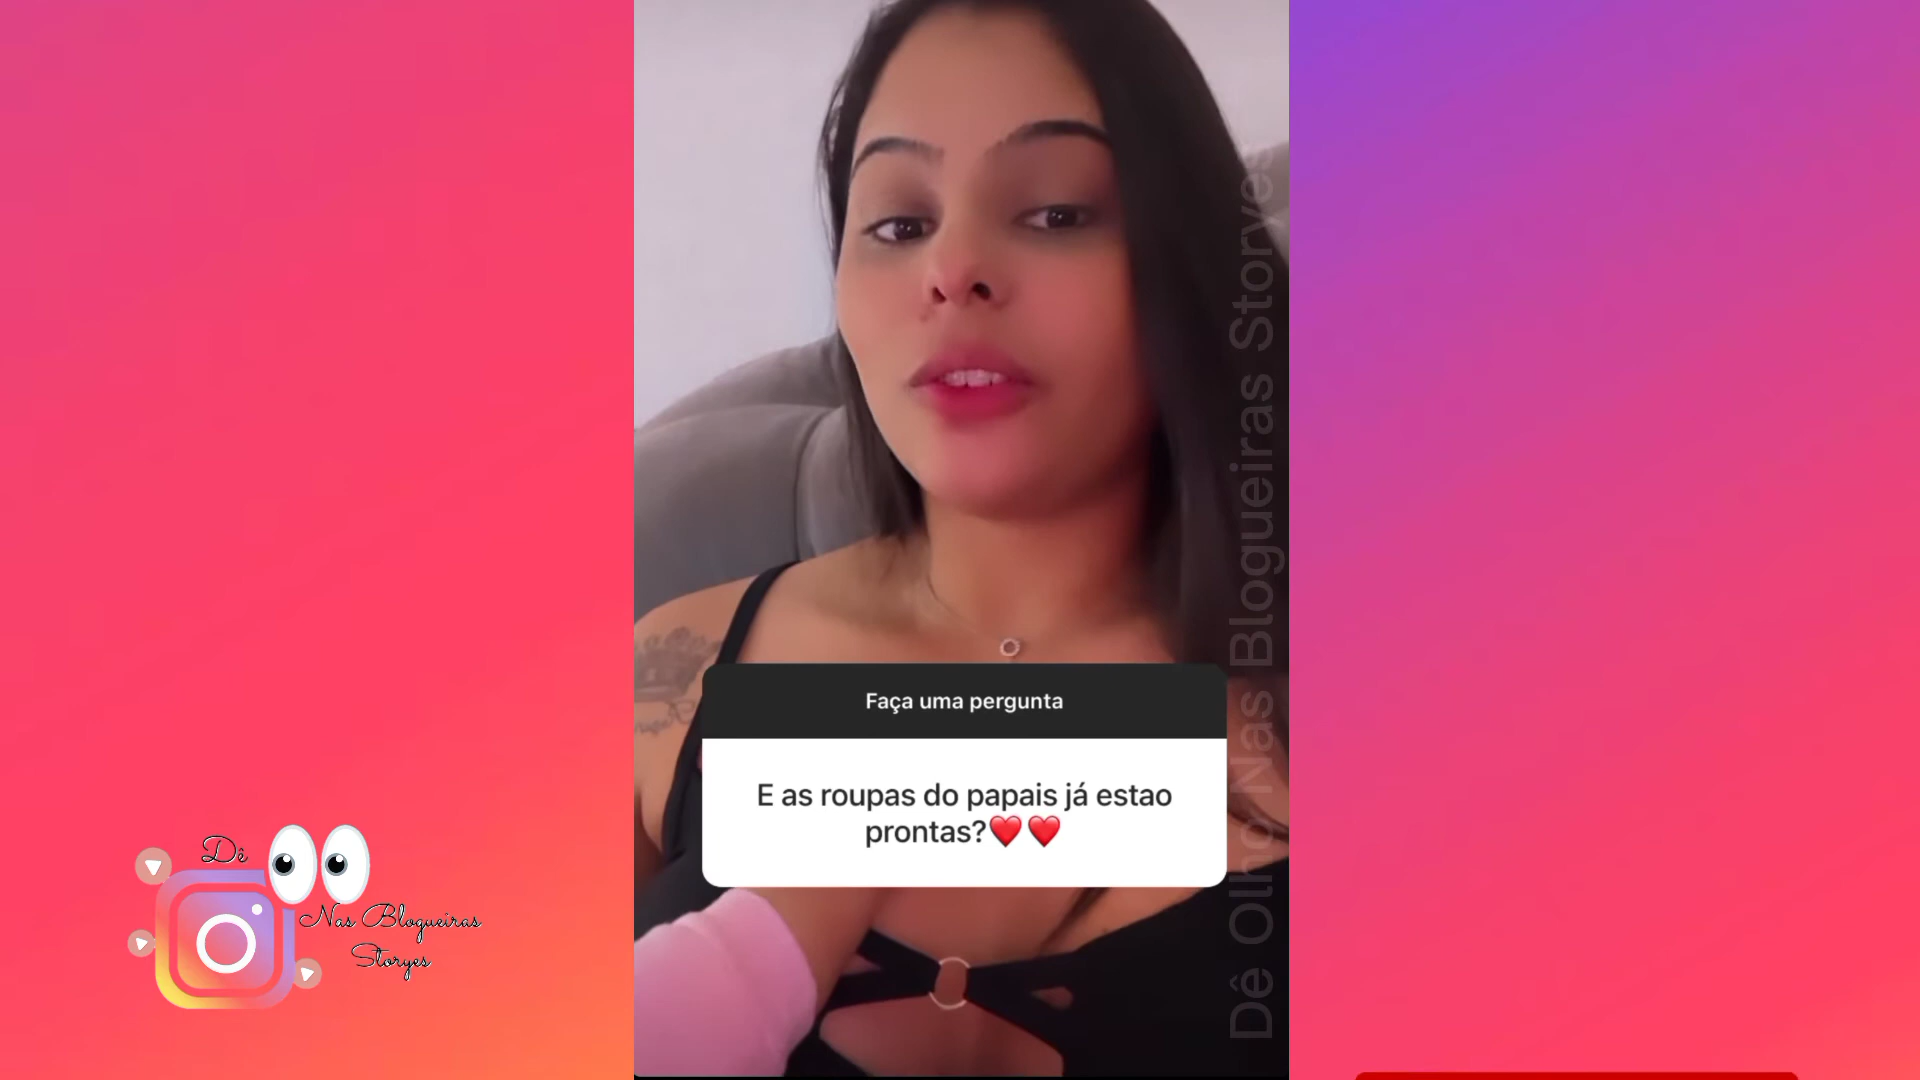 Faça uma pergunta
E as roupas do papais já estao
prontas?❤️❤️
Dê
Nas Blogueiras
Storyes
Dê Olho Nas Blogueiras Storyes